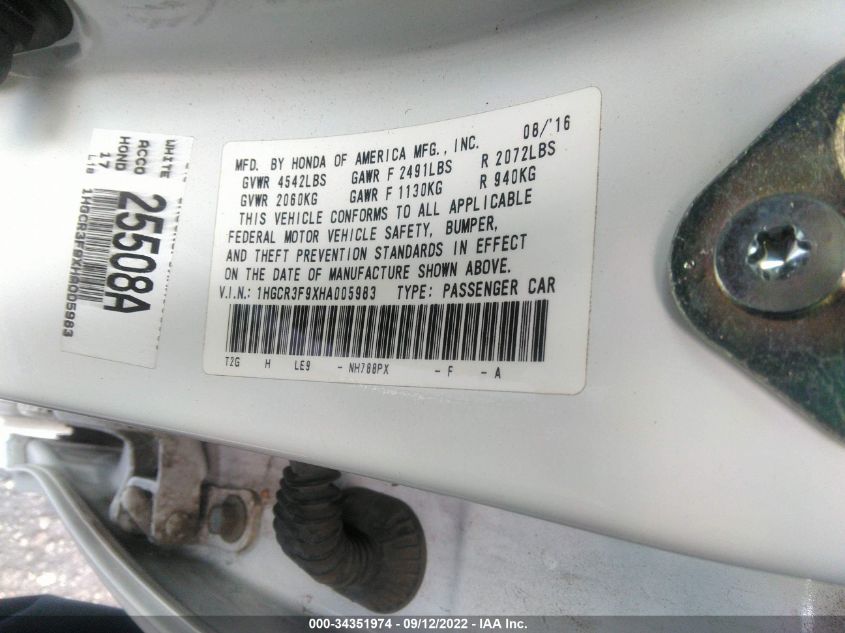 MFD. BY HONDA OF AMERICA MFG., INC. 08/'16
GVWR 4542LBS GAWR F 2491LBS R 2072LBS
GVWR 2060KG GAWR F 1130KG R 940KG
THIS VEHICLE CONFORMS TO ALL APPLICABLE
FEDERAL MOTOR VEHICLE SAFETY, BUMPER,
AND THEFT PREVENTION STANDARDS IN EFFECT
ON THE DATE OF MANUFACTURE SHOWN ABOVE.
V.I.N.: 1HGCR3F9XHA005983 TYPE: PASSENGER CAR
T2G H LE9 - NH788PX - F - A
WHITE
ACCO
HOND
17
25508A
1HGCR3F9XHA005983
000-34351974 - 09/12/2022 - IAA Inc.